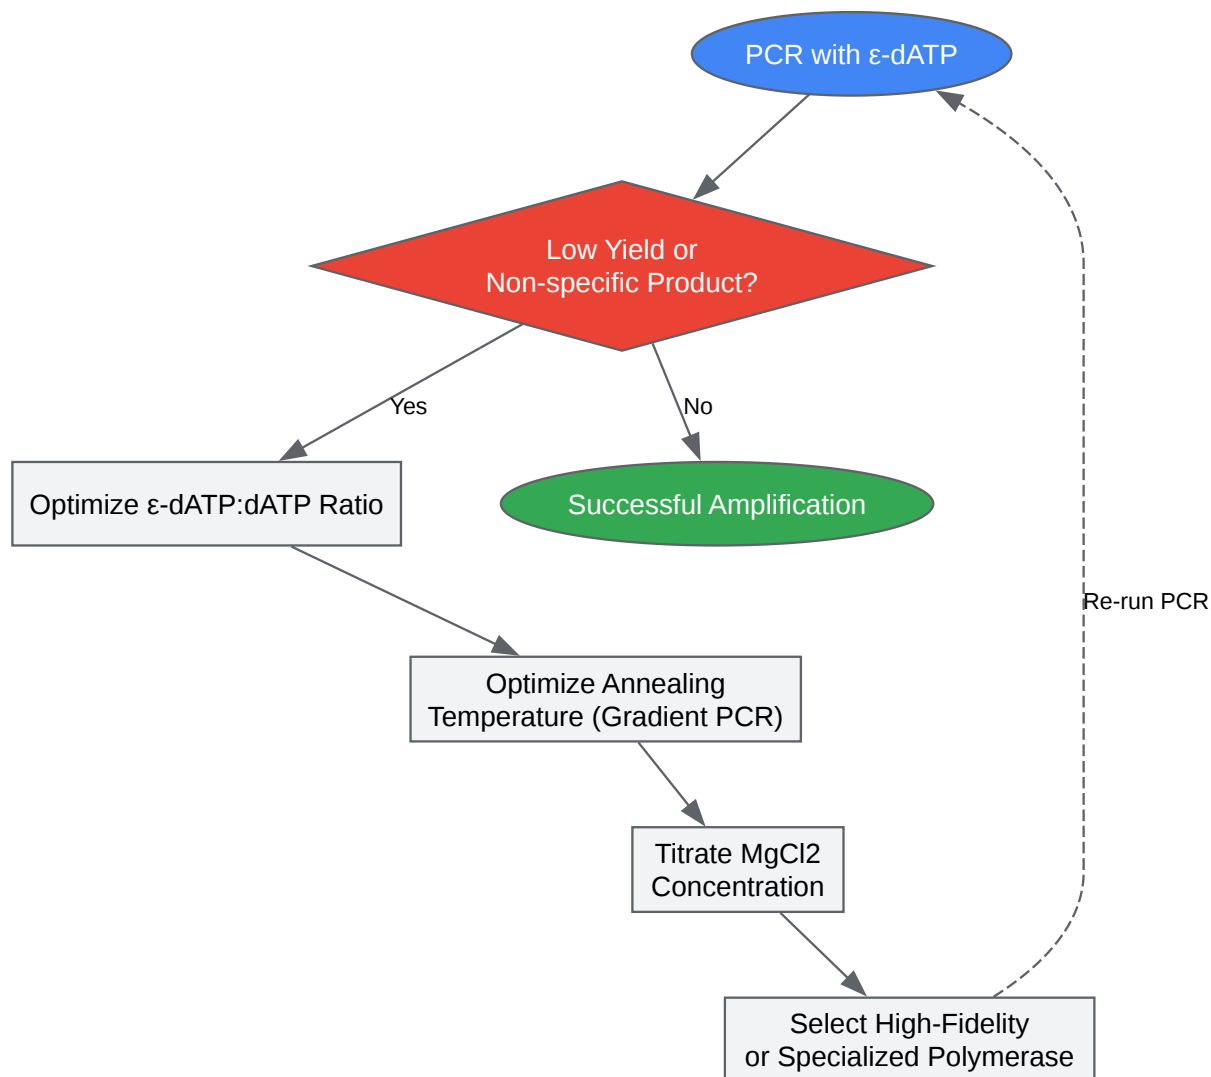 PCR with ε-dATP
Low Yield or
Non-specific Product?
Yes
No
Optimize ε-dATP:dATP Ratio
Successful Amplification
Re-run PCR
Optimize Annealing
Temperature (Gradient PCR)
Titrate MgCl2
Concentration
Select High-Fidelity
or Specialized Polymerase